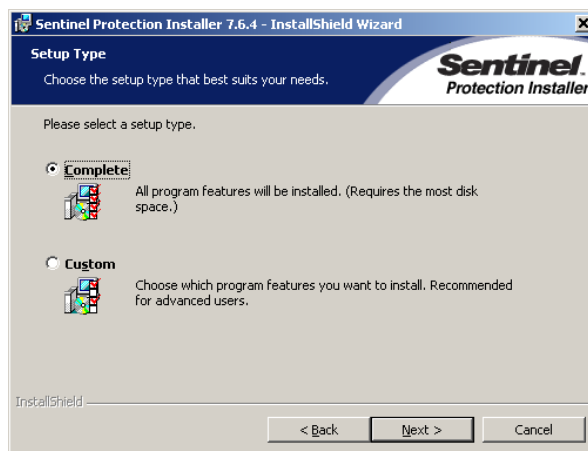 Sentinel Protection Installer 7.6.4 - InstallShield Wizard
Setup Type
Choose the setup type that best suits your needs.
Sentinel.
Protection Installer
Please select a setup type.
Complete
All program features will be installed. (Requires the most disk
space.)
Custom
Choose which program features you want to install. Recommended
for advanced users.
InstallShield
< Back
Next >
Cancel